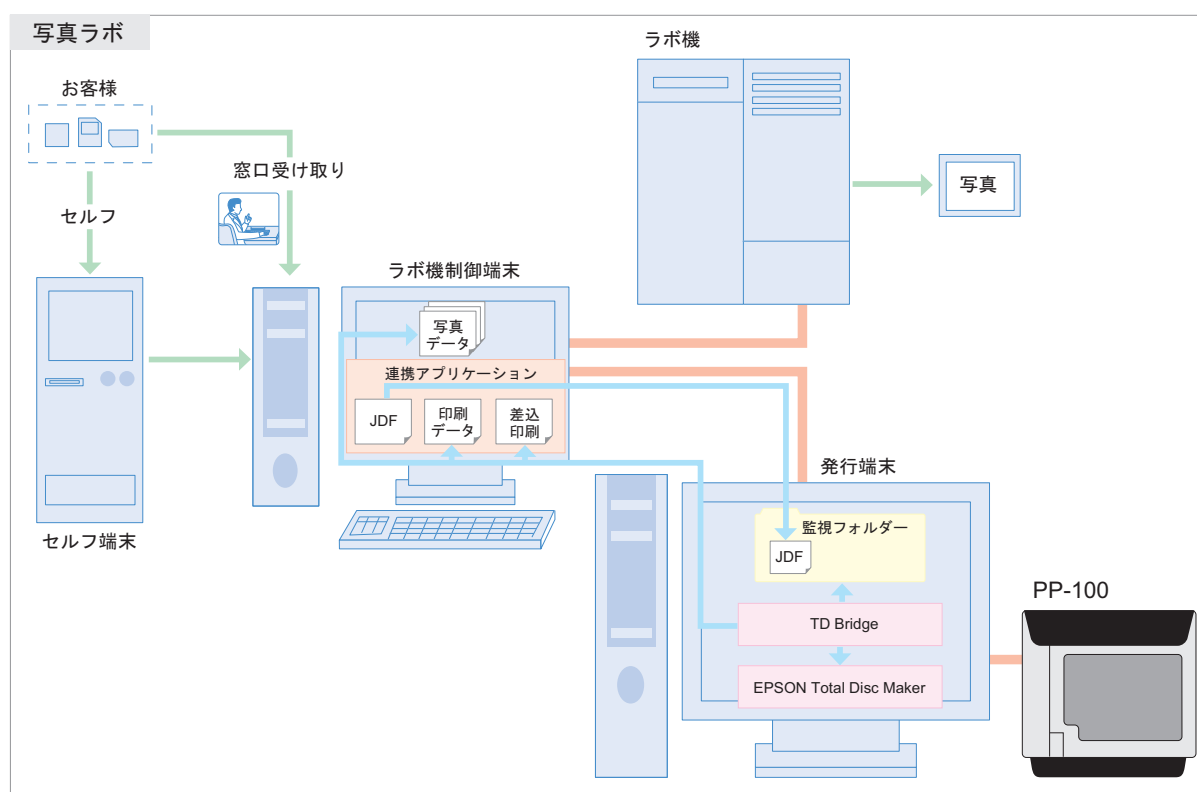 写真ラボ
お客様
窓口受け取り
セルフ
セルフ端末
ラボ機
写真
ラボ機制御端末
写真
データ
連携アプリケーション
JDF
印刷
データ
差込
印刷
発行端末
監視フォルダー
JDF
TD Bridge
EPSON Total Disc Maker
PP-100